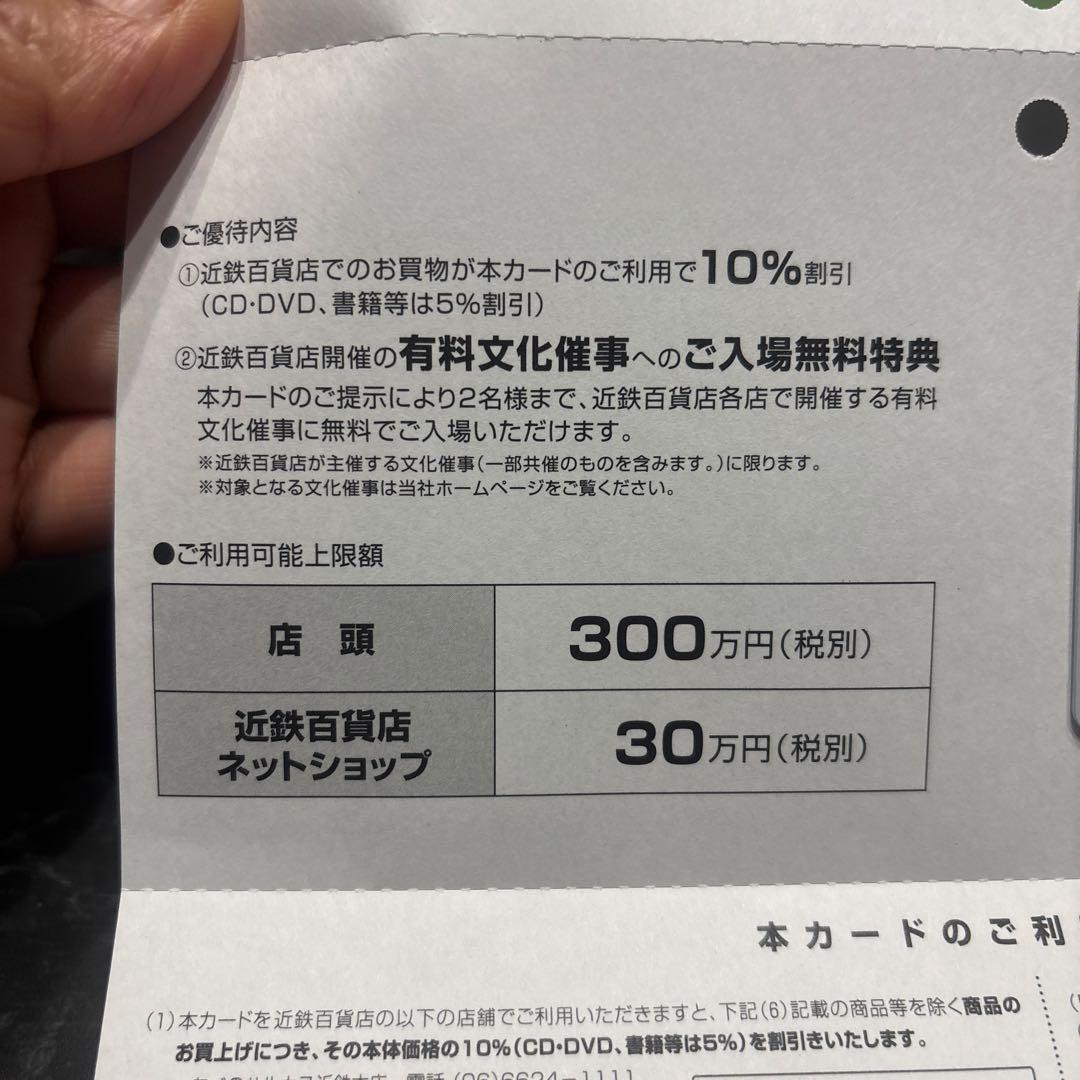 ●ご優待内容
①近鉄百貨店でのお買物が本カードのご利用で10%割引
(CD・DVD、書籍等は5%割引)
②近鉄百貨店開催の有料文化催事へのご入場無料特典
本カードのご提示により2名様まで、近鉄百貨店各店で開催する有料
文化催事に無料でご入場いただけます。
※近鉄百貨店が主催する文化催事(一部共催のものを含みます。)に限ります。
※対象となる文化催事は当社ホームページをご覧ください。
●ご利用可能上限額
店 頭
300万円(税別)
近鉄百貨店
ネットショップ
30万円(税別)
本カードのご利
(1)本カードを近鉄百貨店の以下の店舗でご利用いただきますと、下記(6)記載の商品等を除く商品の
お買上げにつき、その本体価格の10%(CD・DVD、書籍等は5%)を割引きいたします。